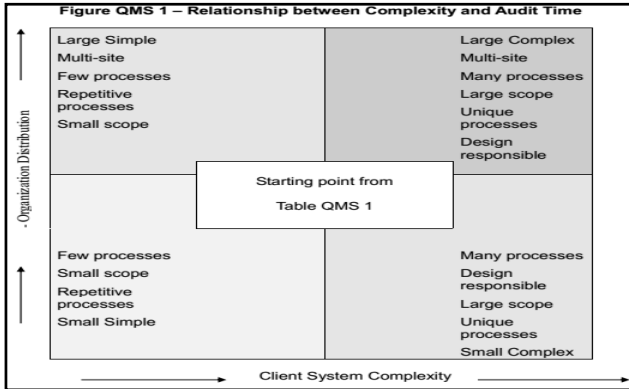 Figure QMS 1 – Relationship between Complexity and Audit Time
Large Simple
Multi-site
Few processes
Repetitive
processes
Small scope
Large Complex
Multi-site
Many processes
Large scope
Unique
processes
Design
responsible
- Organization Distribution
Starting point from
Table QMS 1
Few processes
Small scope
Repetitive
processes
Small Simple
Many processes
Design
responsible
Large scope
Unique
processes
Small Complex
Client System Complexity